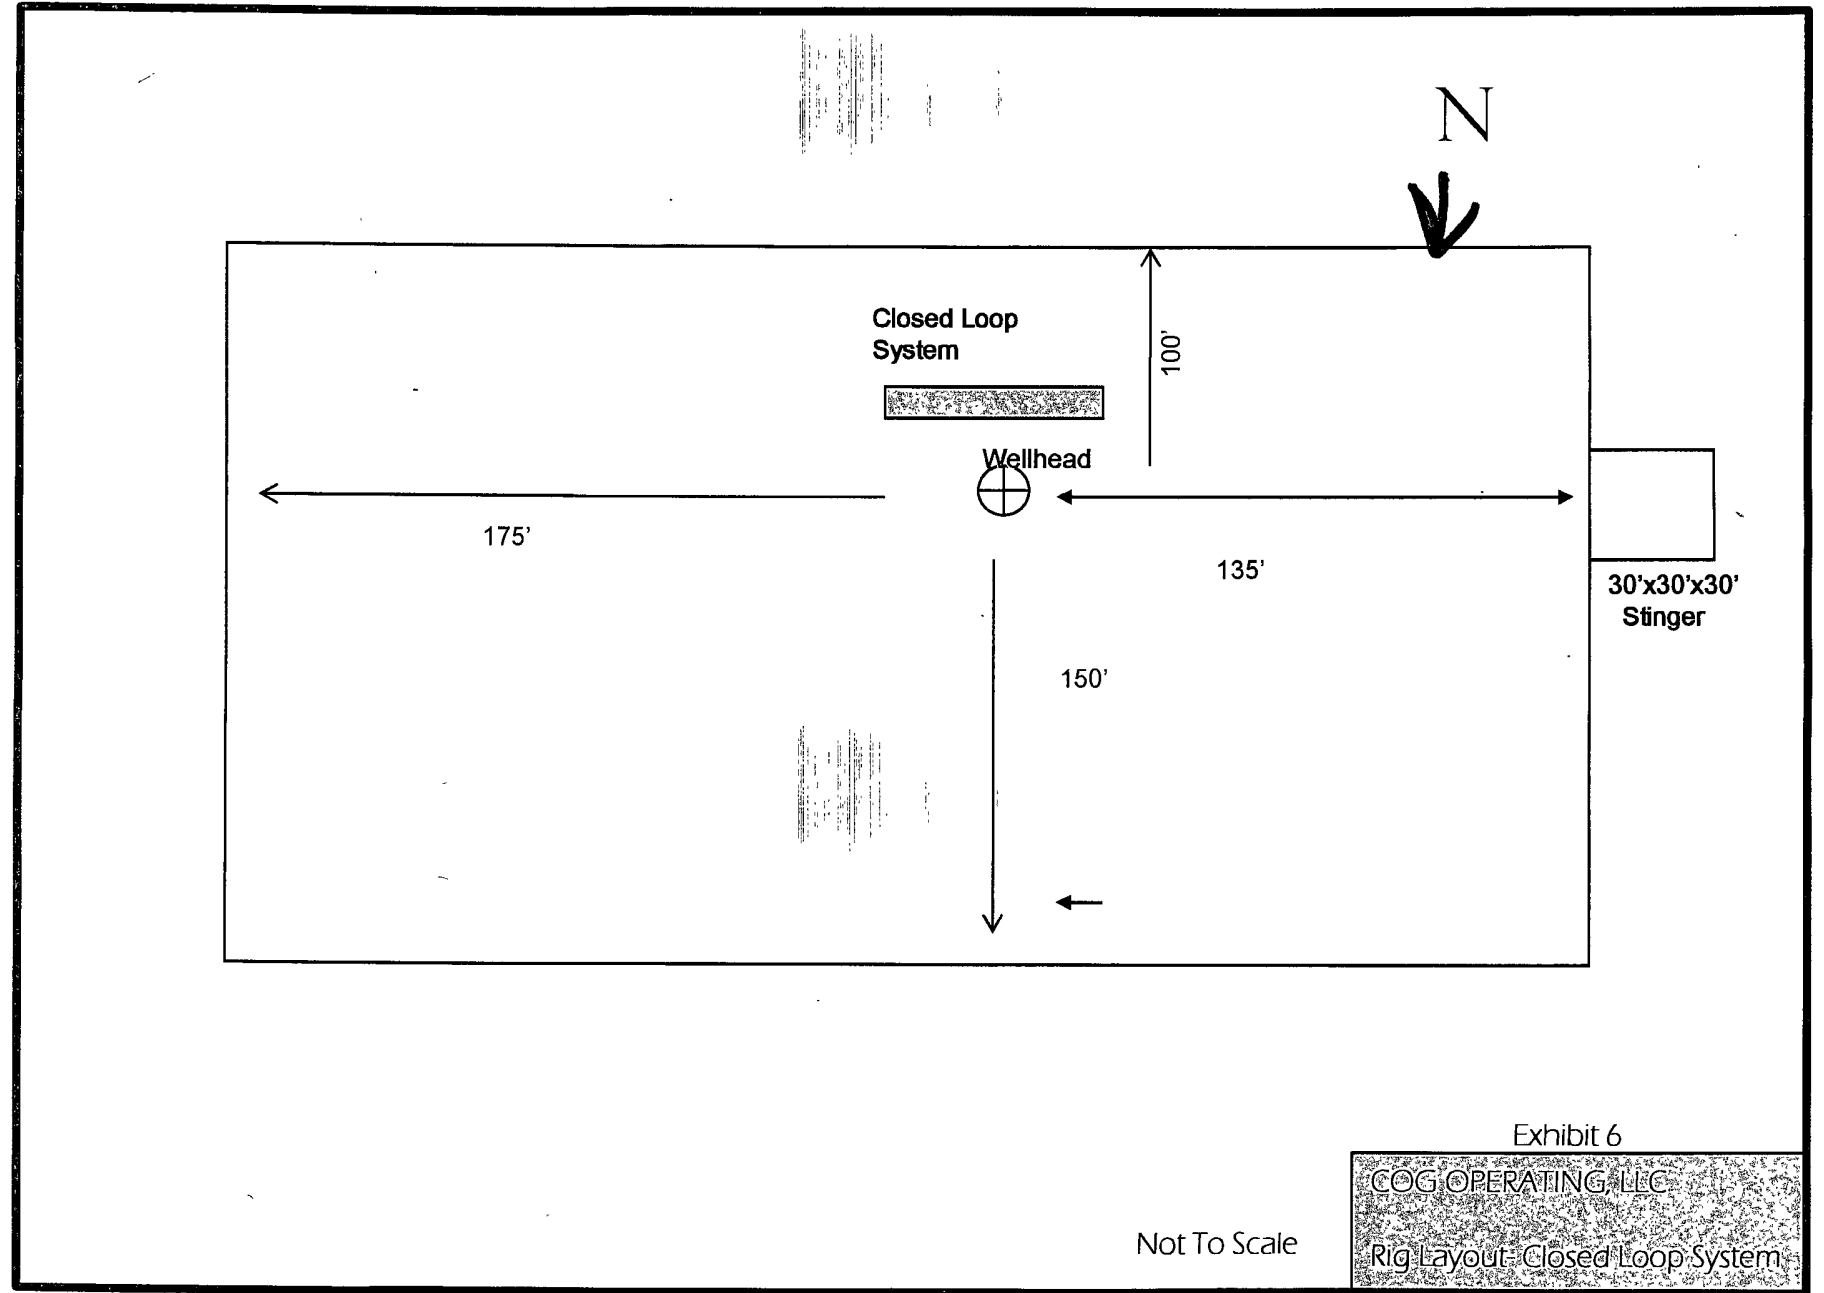 N
Closed Loop
System
100'
Wellhead
175'
135'
30'x30'x30'
Stinger
150'
Exhibit 6
COG OPERATING, LLC
Not To Scale
Rig Layout: Closed Loop System